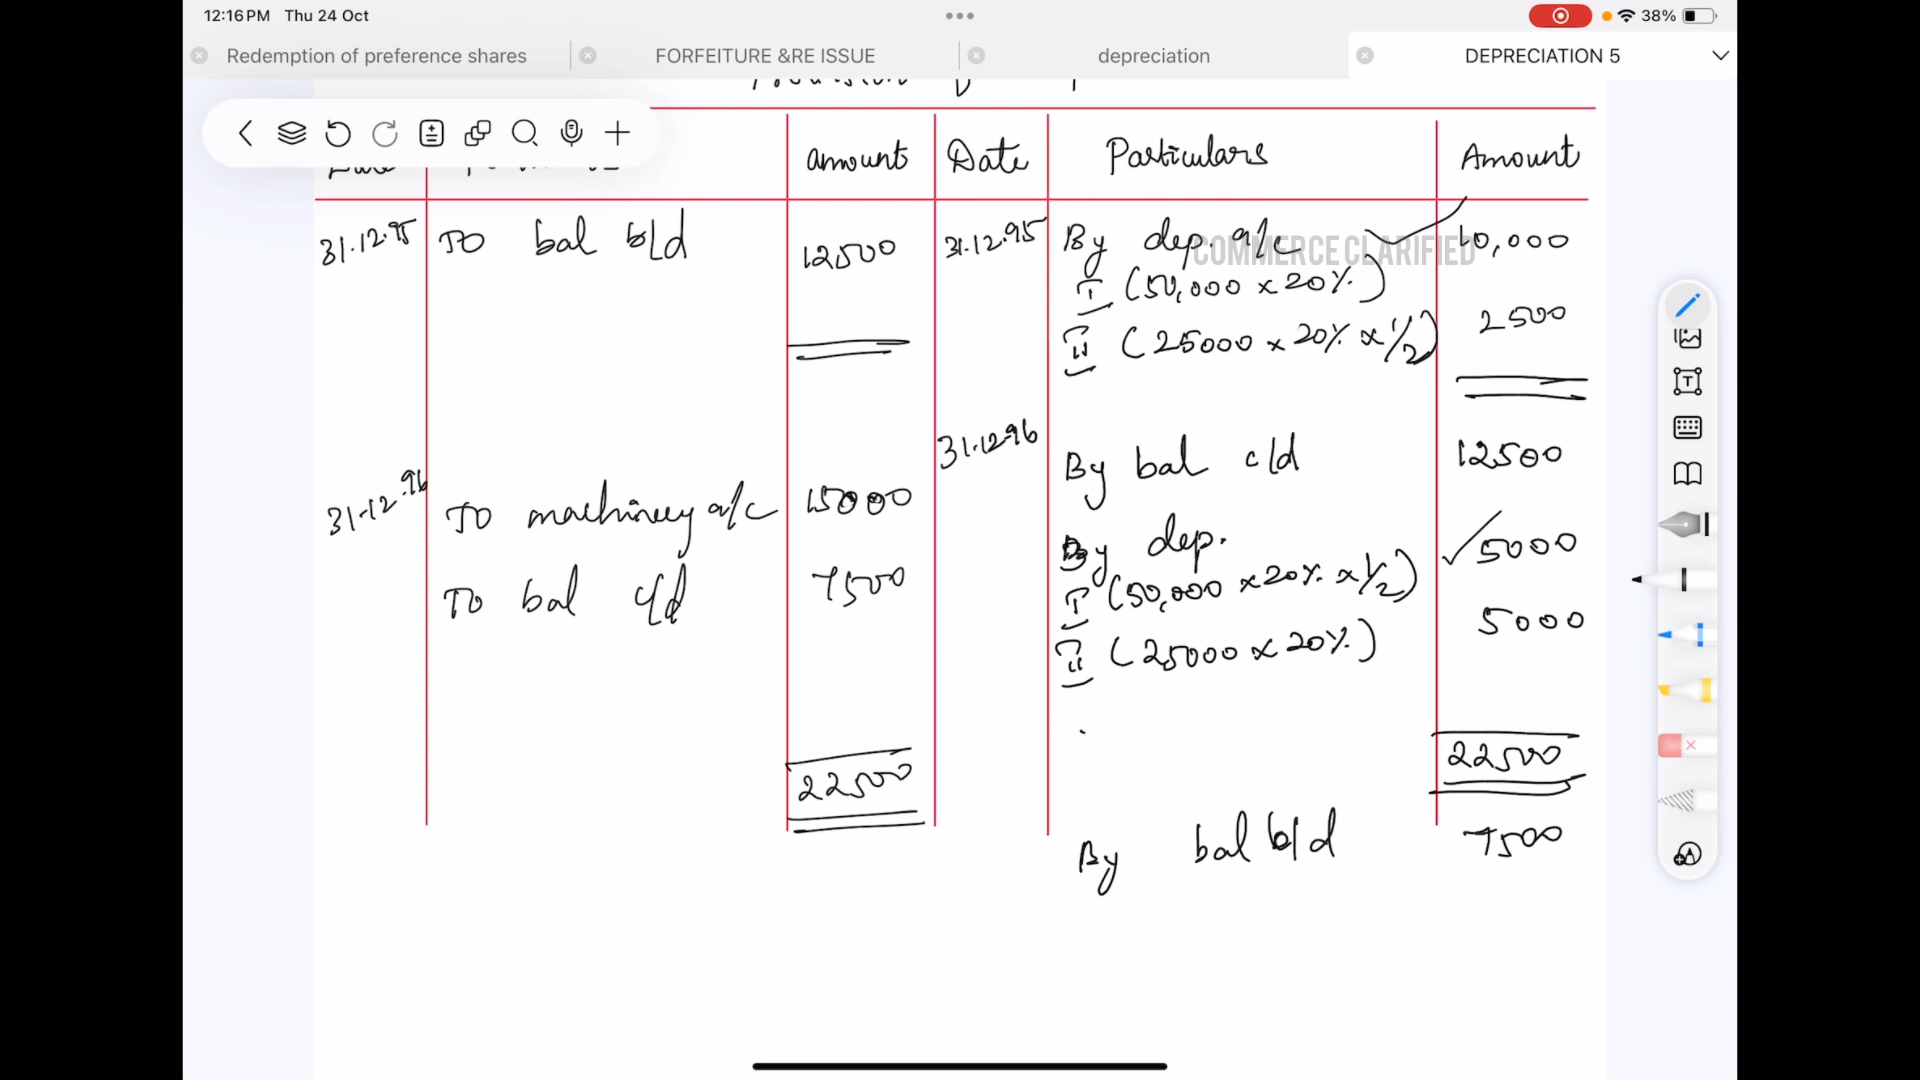 12:16 PM Thu 24 Oct
38%
Redemption of preference shares
FORFEITURE &RE ISSUE
depreciation
DEPRECIATION 5
amount Date Particulars Amount
31.12.95 To bal b/d 12500 31.12.95 By dep. a/c 10,000
COMMERCE CLARIFIED
I (50,000 x 20%)
II (25000 x 20% x 1/2) 2500
31.12.96 By bal c/d 12500
31.12.96 To machinery a/c 15000
By dep. 5000
To bal c/d 7500
I (50,000 x 20% x 1/2)
II (25000 x 20%) 5000
22500 22500
By bal b/d 7500